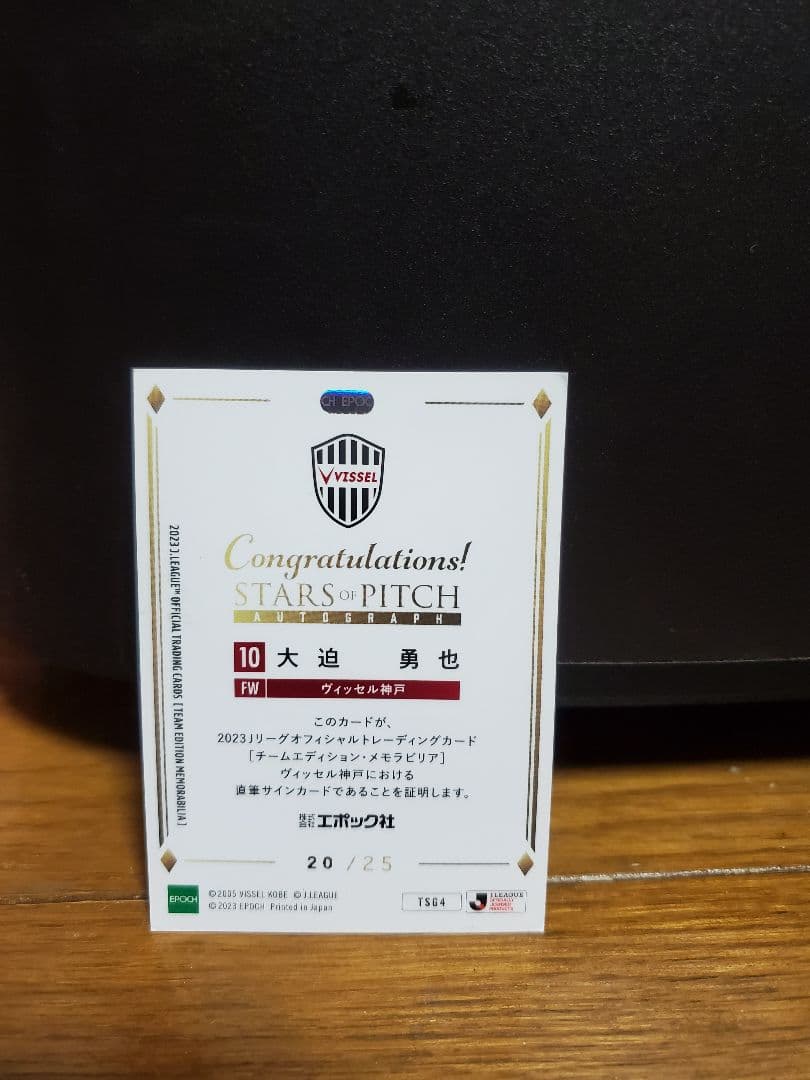 CH EPOC
VISSEL
Congratulations!
STARS OF PITCH
AUTOGRAPH
10 大迫 勇也
FW ヴィッセル神戸
このカードが、
2023Jリーグオフィシャルトレーディングカード
[チームエディション・メモラビリア]
ヴィッセル神戸における
直筆サインカードであることを証明します。
株式会社エポック社
20/25
2023 J.LEAGUE™ OFFICIAL TRADING CARDS [TEAM EDITION MEMORABILIA]
EPOCH
©2005 VISSEL KOBE ©J.LEAGUE
©2023 EPOCH Printed in Japan
TSG4
J.LEAGUE
OFFICIALLY
LICENSED
PRODUCTS